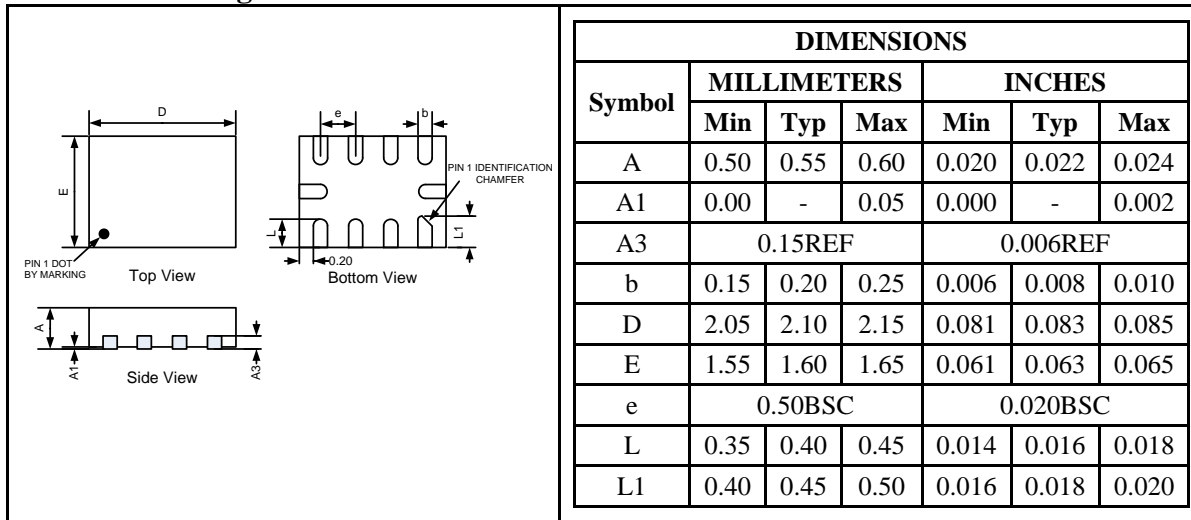 D
E
PIN 1 DOT
BY MARKING
Top View
e
b
PIN 1 IDENTIFICATION
CHAMFER
L
L1
0.20
Bottom View
A
A1
A3
Side View
DIMENSIONS
Symbol MILLIMETERS INCHES
Min Typ Max Min Typ Max
A 0.50 0.55 0.60 0.020 0.022 0.024
A1 0.00 - 0.05 0.000 - 0.002
A3 0.15REF 0.006REF
b 0.15 0.20 0.25 0.006 0.008 0.010
D 2.05 2.10 2.15 0.081 0.083 0.085
E 1.55 1.60 1.65 0.061 0.063 0.065
e 0.50BSC 0.020BSC
L 0.35 0.40 0.45 0.014 0.016 0.018
L1 0.40 0.45 0.50 0.016 0.018 0.020